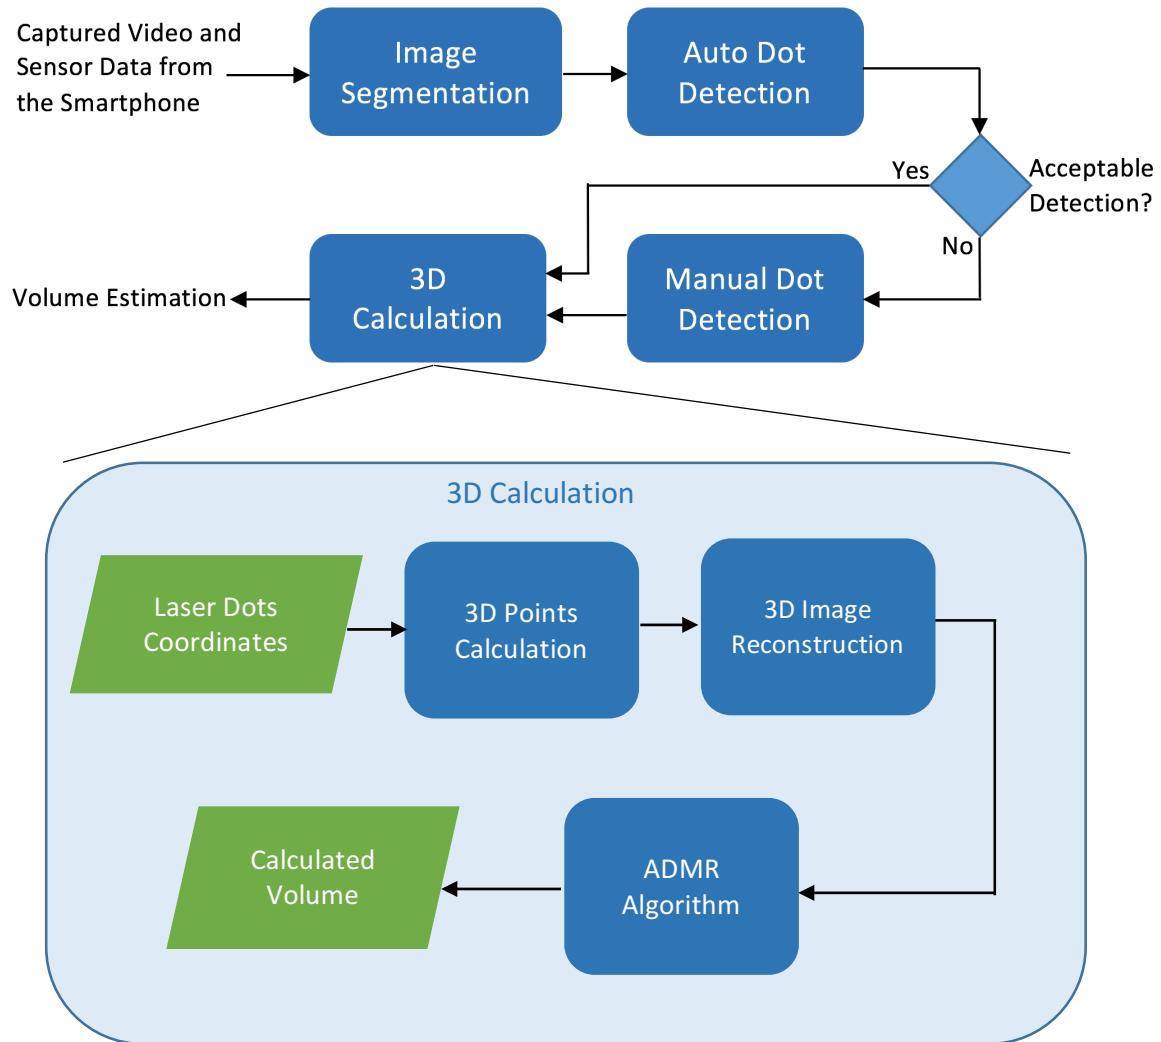 Captured Video and
Sensor Data from
the Smartphone
Image
Segmentation
Auto Dot
Detection
Yes
Acceptable
Detection?
No
Volume Estimation
3D
Calculation
Manual Dot
Detection
3D Calculation
Laser Dots
Coordinates
3D Points
Calculation
3D Image
Reconstruction
Calculated
Volume
ADMR
Algorithm